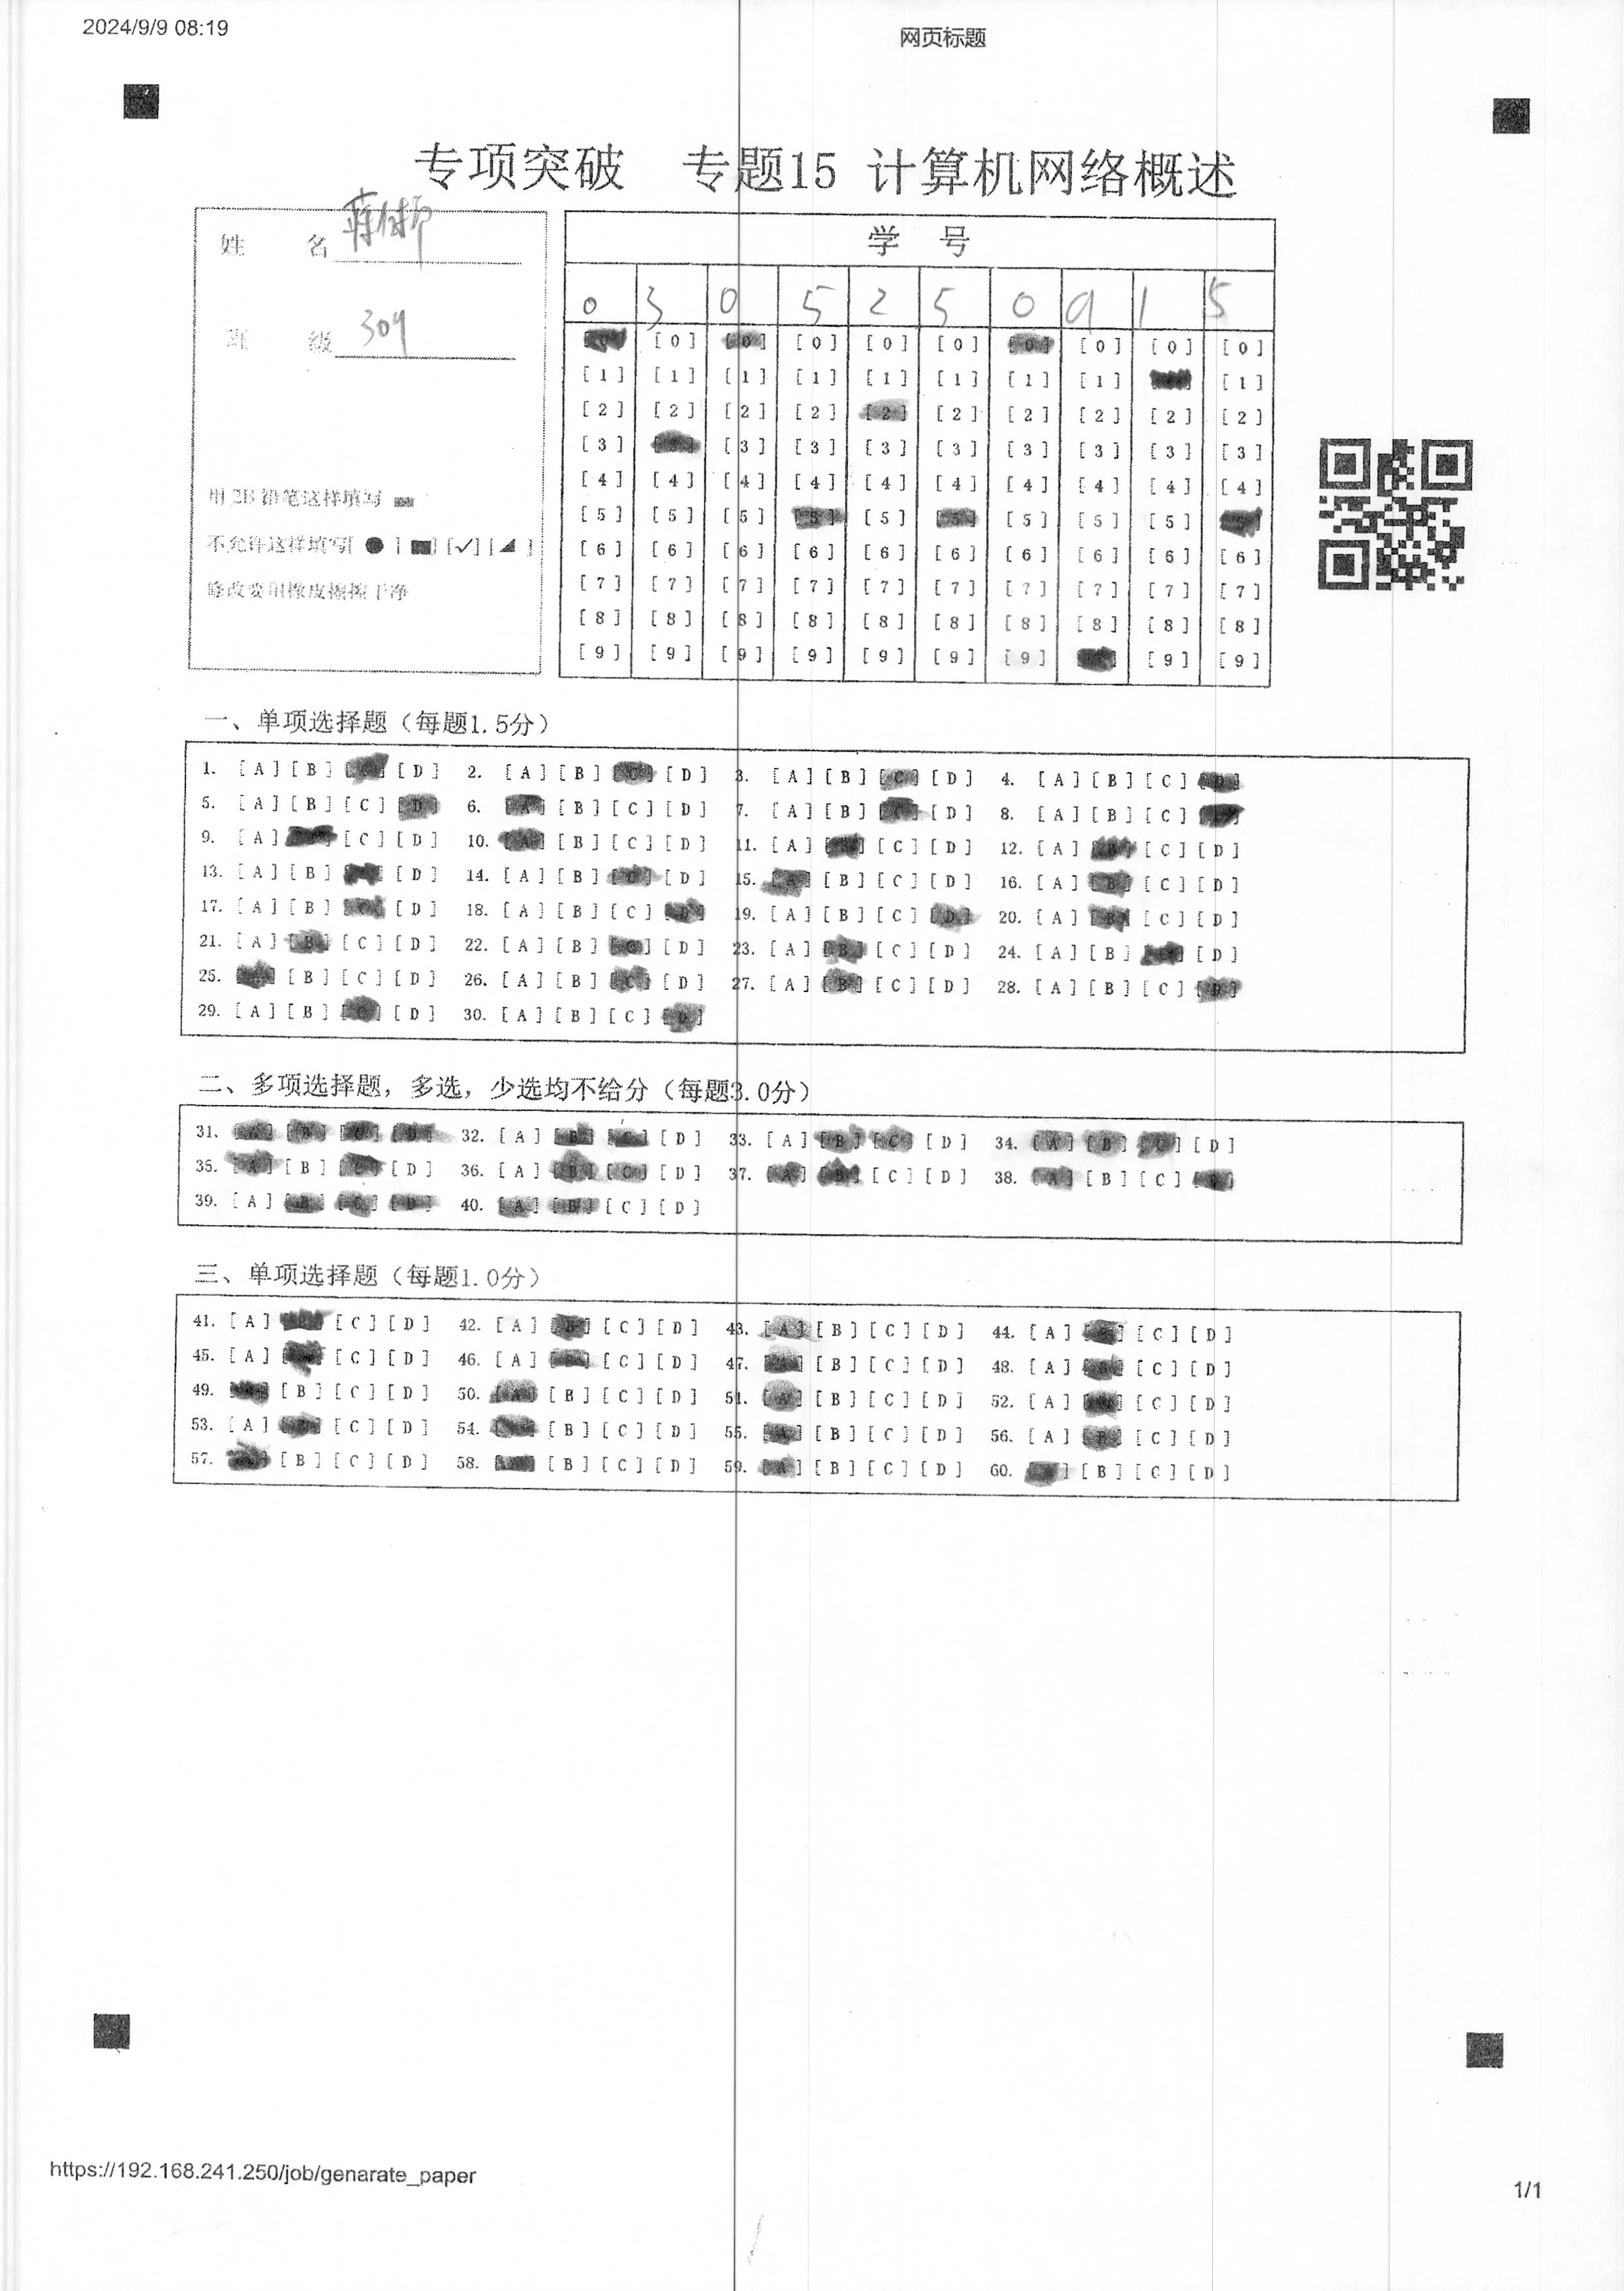 2024/9/9 08:19
网页标题
专项突破 专题15 计算机网络概述
姓 名
班 级 309
用2B铅笔这样填写
不允许这样填写[●][■][✓][◢]
修改要用橡皮擦擦干净
学 号
0 3 0 5 2 5 0 9 1 5
[0] [0] [0] [0] [0] [0] [0] [0]
[1] [1] [1] [1] [1] [1] [1] [1] [1]
[2] [2] [2] [2] [2] [2] [2] [2] [2] [2]
[3] [3] [3] [3] [3] [3] [3] [3] [3]
[4] [4] [4] [4] [4] [4] [4] [4] [4] [4]
[5] [5] [5] [5] [5] [5] [5] [5] [5]
[6] [6] [6] [6] [6] [6] [6] [6] [6] [6]
[7] [7] [7] [7] [7] [7] [7] [7] [7] [7]
[8] [8] [8] [8] [8] [8] [8] [8] [8] [8]
[9] [9] [9] [9] [9] [9] [9] [9] [9]
一、单项选择题（每题1.5分）
1. [A] [B] [C] [D] 2. [A] [B] [C] [D] 3. [A] [B] [C] [D] 4. [A] [B] [C] [D]
5. [A] [B] [C] [D] 6. [A] [B] [C] [D] 7. [A] [B] [C] [D] 8. [A] [B] [C]
9. [A] [C] [D] 10. [A] [B] [C] [D] 11. [A] [B] [C] [D] 12. [A] [B] [C] [D]
13. [A] [B] [D] 14. [A] [B] [C] [D] 15. [A] [B] [C] [D] 16. [A] [B] [C] [D]
17. [A] [B] [C] [D] 18. [A] [B] [C] [D] 19. [A] [B] [C] [D] 20. [A] [B] [C] [D]
21. [A] [B] [C] [D] 22. [A] [B] [C] [D] 23. [A] [B] [C] [D] 24. [A] [B] [D]
25. [A] [B] [C] [D] 26. [A] [B] [C] [D] 27. [A] [B] [C] [D] 28. [A] [B] [C] [D]
29. [A] [B] [C] [D] 30. [A] [B] [C] [D]
二、多项选择题，多选，少选均不给分（每题3.0分）
31. [A] [B] [C] [D] 32. [A] [B] [C] [D] 33. [A] [B] [C] [D] 34. [A] [B] [C] [D]
35. [A] [B] [C] [D] 36. [A] [B] [C] [D] 37. [A] [B] [C] [D] 38. [A] [B] [C] [D]
39. [A] [B] [C] [D] 40. [A] [B] [C] [D]
三、单项选择题（每题1.0分）
41. [A] [C] [D] 42. [A] [B] [C] [D] 43. [A] [B] [C] [D] 44. [A] [B] [C] [D]
45. [A] [C] [D] 46. [A] [B] [C] [D] 47. [A] [B] [C] [D] 48. [A] [B] [C] [D]
49. [B] [C] [D] 50. [A] [B] [C] [D] 51. [A] [B] [C] [D] 52. [A] [B] [C] [D]
53. [A] [B] [C] [D] 54. [B] [C] [D] 55. [A] [B] [C] [D] 56. [A] [B] [C] [D]
57. [B] [C] [D] 58. [B] [C] [D] 59. [A] [B] [C] [D] 60. [B] [C] [D]
https://192.168.241.250/job/genarate_paper
1/1